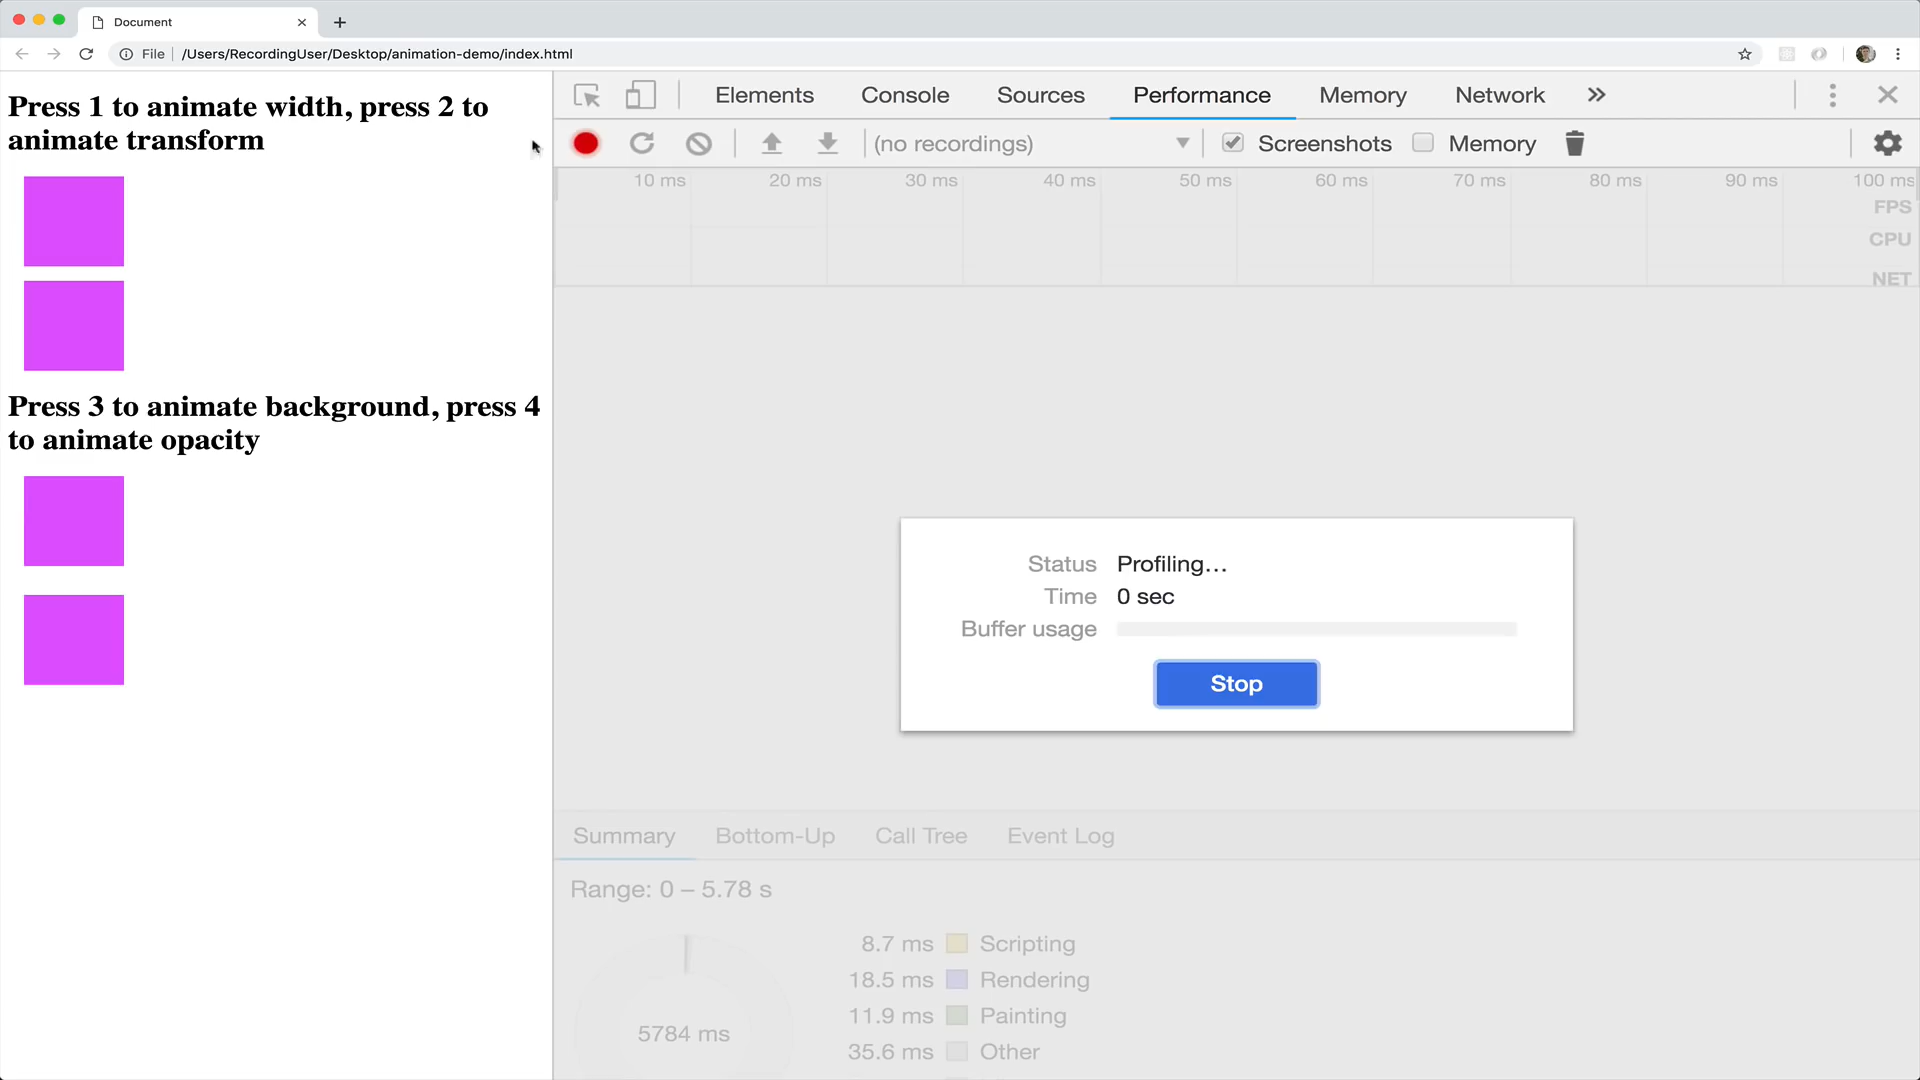 Document
File /Users/RecordingUser/Desktop/animation-demo/index.html
Press 1 to animate width, press 2 to
animate transform
Press 3 to animate background, press 4
to animate opacity
Elements Console Sources Performance Memory Network
(no recordings) Screenshots Memory
10 ms 20 ms 30 ms 40 ms 50 ms 60 ms 70 ms 80 ms 90 ms 100 ms
FPS
CPU
NET
Status Profiling…
Time 0 sec
Buffer usage
Stop
Summary Bottom-Up Call Tree Event Log
Range: 0 – 5.78 s
8.7 ms Scripting
18.5 ms Rendering
11.9 ms Painting
35.6 ms Other
5784 ms